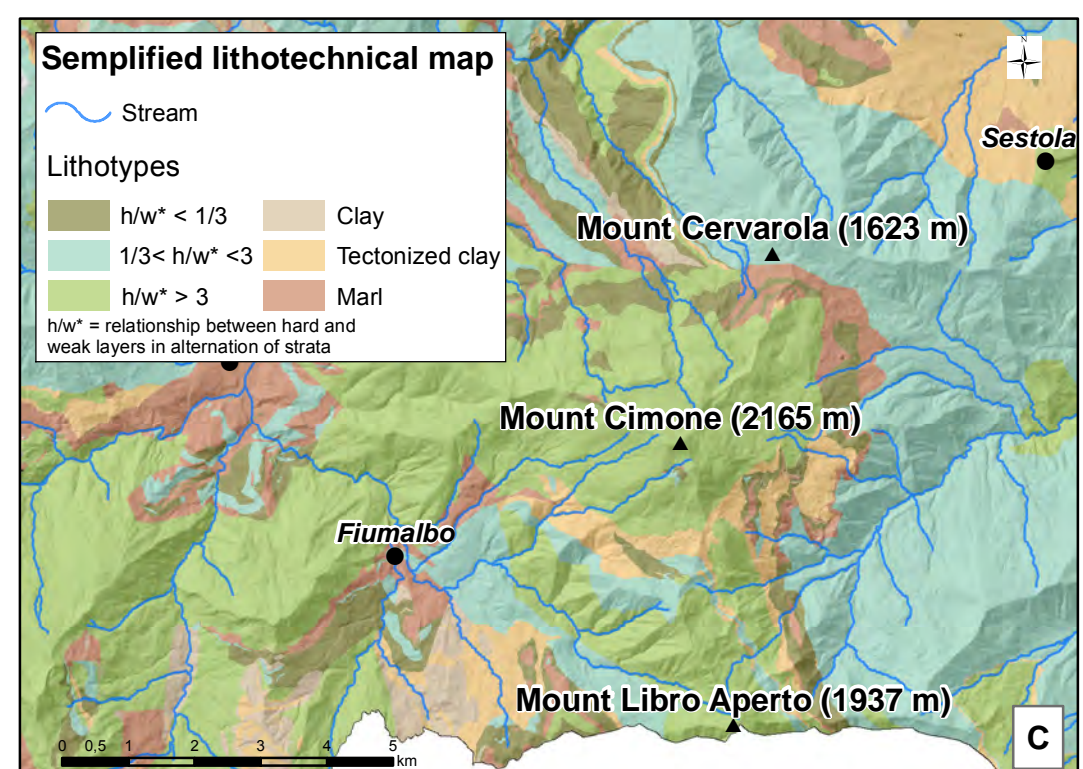 Semplified lithotechnical map
Stream
Lithotypes
h/w* < 1/3
Clay
1/3< h/w* <3
Tectonized clay
h/w* > 3
Marl
h/w* = relationship between hard and
weak layers in alternation of strata
N
Sestola
Mount Cervarola (1623 m)
Mount Cimone (2165 m)
Fiumalbo
Mount Libro Aperto (1937 m)
0 0,5 1 2 3 4 5
km
C